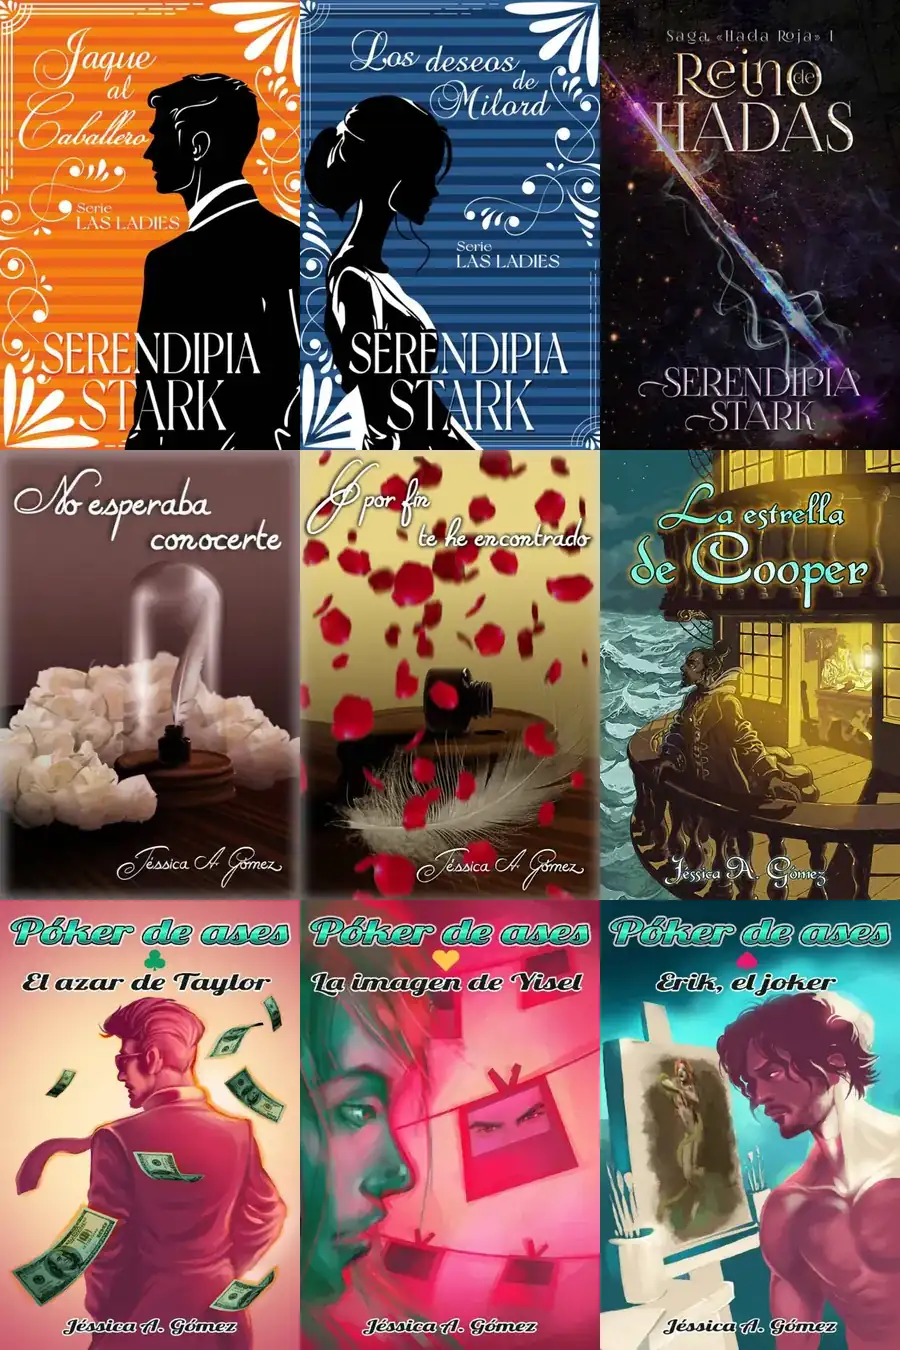 Jaque
al
Caballero
Serie
LAS LADIES
SERENDIPIA
STARK
Los deseos
de
Milord
Serie
LAS LADIES
SERENDIPIA
STARK
Saga «Hada Roja» 1
Reino de
HADAS
SERENDIPIA
STARK
No esperaba
conocerte
Jéssica A. Gómez
Y por fin
te he encontrado
Jéssica A. Gómez
La estrella
de Cooper
Jéssica A. Gómez
Póker de ases
El azar de Taylor
Jéssica A. Gómez
Póker de ases
La imagen de Yisel
Jéssica A. Gómez
Póker de ases
Erik, el joker
Jéssica A. Gómez